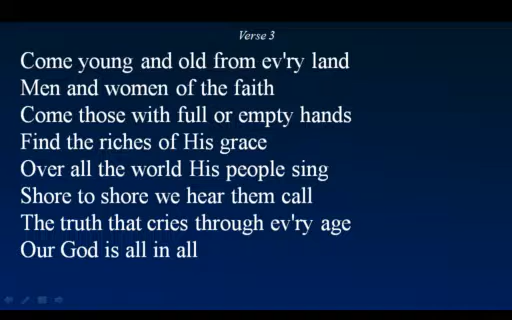 Verse 3
Come young and old from ev'ry land
Men and women of the faith
Come those with full or empty hands
Find the riches of His grace
Over all the world His people sing
Shore to shore we hear them call
The truth that cries through ev'ry age
Our God is all in all